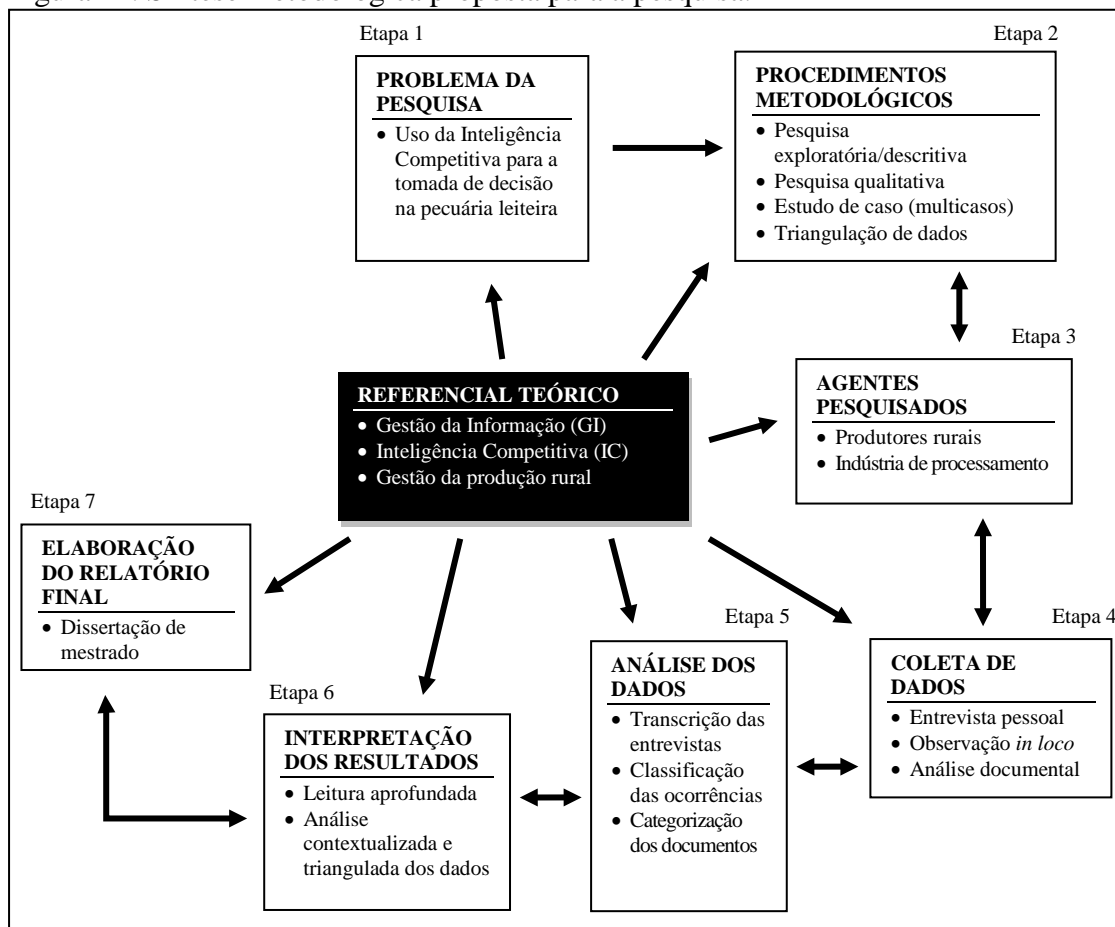 Etapa 1
PROBLEMA DA
PESQUISA
• Uso da Inteligência
Competitiva para a
tomada de decisão
na pecuária leiteira
Etapa 2
PROCEDIMENTOS
METODOLÓGICOS
• Pesquisa
exploratória/descritiva
• Pesquisa qualitativa
• Estudo de caso (multicasos)
• Triangulação de dados
Etapa 3
AGENTES
PESQUISADOS
• Produtores rurais
• Indústria de processamento
REFERENCIAL TEÓRICO
• Gestão da Informação (GI)
• Inteligência Competitiva (IC)
• Gestão da produção rural
Etapa 4
COLETA DE
DADOS
• Entrevista pessoal
• Observação in loco
• Análise documental
Etapa 5
ANÁLISE DOS
DADOS
• Transcrição das
entrevistas
• Classificação
das ocorrências
• Categorização
dos documentos
Etapa 6
INTERPRETAÇÃO
DOS RESULTADOS
• Leitura aprofundada
• Análise
contextualizada e
triangulada dos dados
Etapa 7
ELABORAÇÃO
DO RELATÓRIO
FINAL
• Dissertação de
mestrado